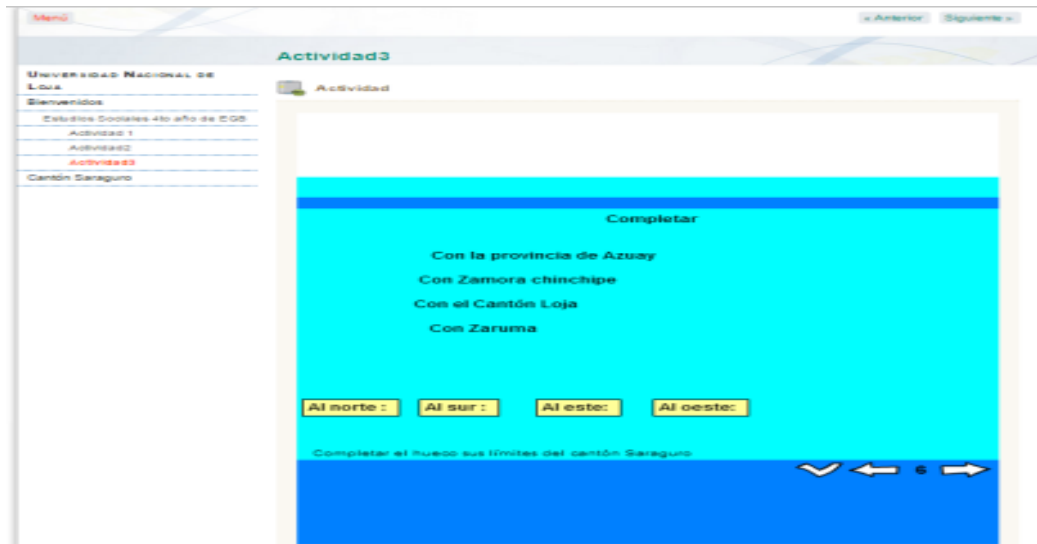 Menú
« Anterior Siguiente »
Actividad3
UNIVERSIDAD NACIONAL DE
LOJA
Bienvenidos
Estudios Sociales 4to año de EGB
Actividad 1
Actividad2
Actividad3
Cantón Saraguro
Actividad
Completar
Con la provincia de Azuay
Con Zamora chinchipe
Con el Cantón Loja
Con Zaruma
Al norte : Al sur : Al este: Al oeste:
Completar el hueco sus límites del cantón Saraguro
6